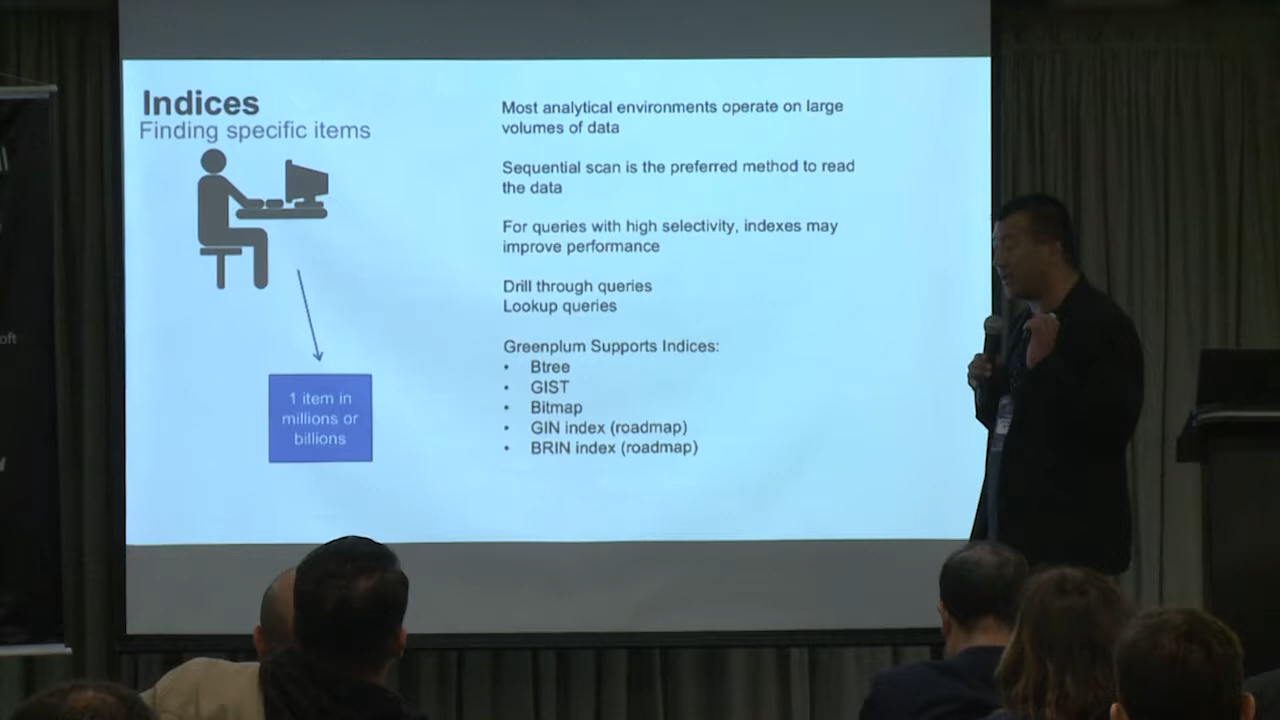 Indices
Finding specific items
1 item in
millions or
billions
Most analytical environments operate on large
volumes of data
Sequential scan is the preferred method to read
the data
For queries with high selectivity, indexes may
improve performance
Drill through queries
Lookup queries
Greenplum Supports Indices:
• Btree
• GIST
• Bitmap
• GIN index (roadmap)
• BRIN index (roadmap)
oft